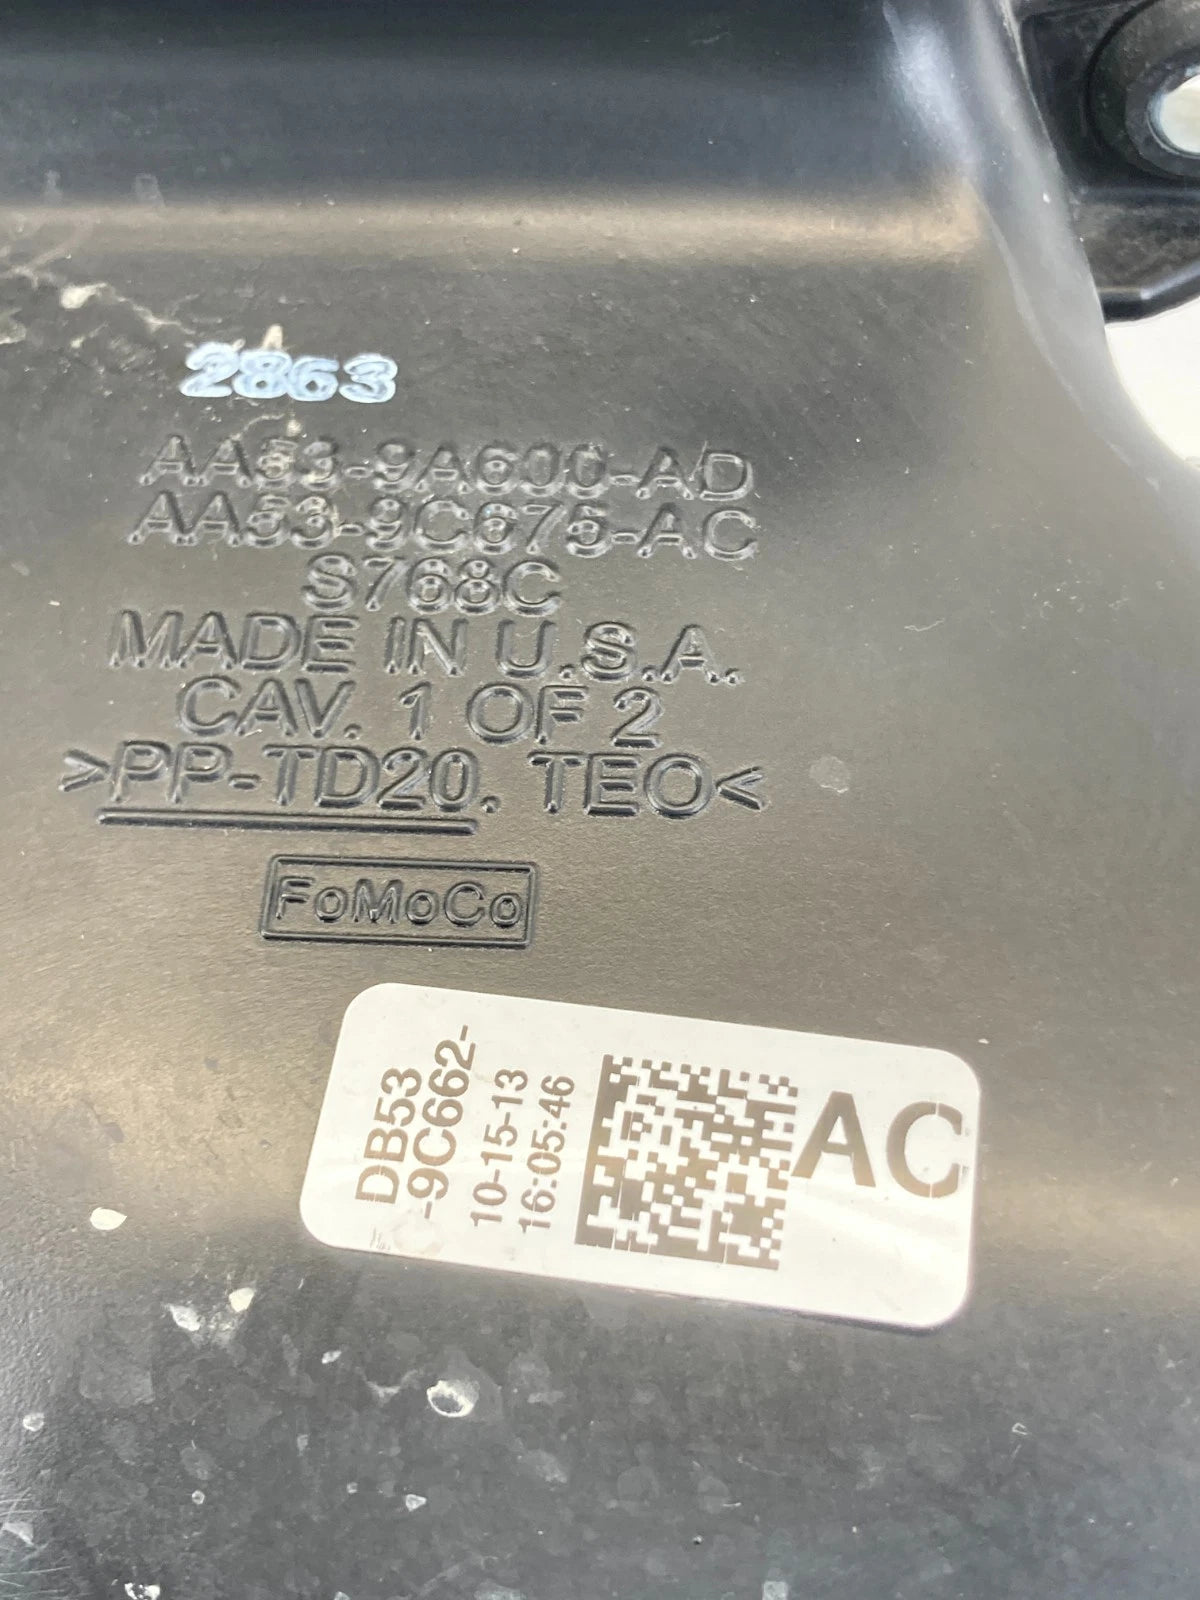 2863
AA53-9A600-AD
AA53-9C675-AC
S768C
MADE IN U.S.A.
CAV. 1 OF 2
>PP-TD20. TEO<
FoMoCo
DB53
-9C662-
10-15-13
16:05:46
AC